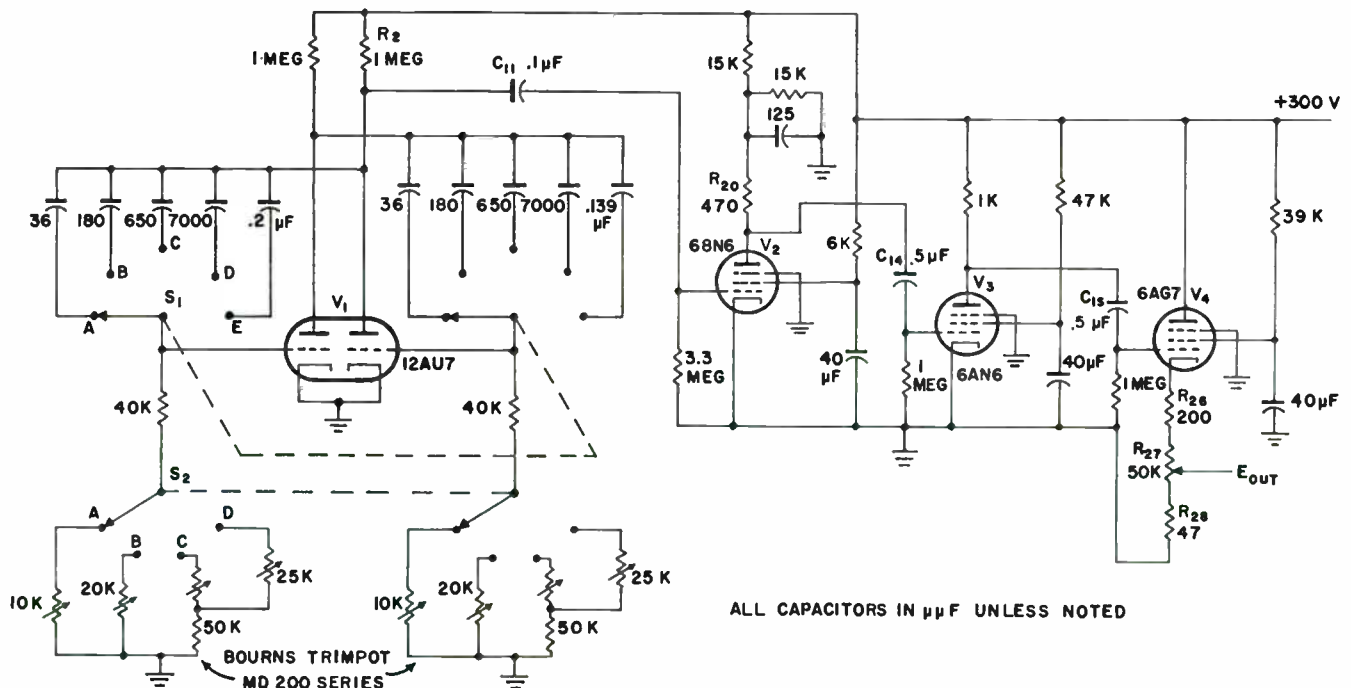 1 MEG
R2
1 MEG
C11 .1µF
15K
15K
125
+300 V
36
180
650
7000
.2 µF
36
180
650
7000
.139 µF
R20
470
1K
47K
39K
B
C
D
A
S1
E
V1
12AU7
68N6
V2
6K
C14 .5µF
V3
6AN6
C15
.5 µF
6AG7
V4
3.3 MEG
40 µF
1 MEG
40µF
1MEG
40µF
40K
40K
R26
200
R27
50K
EOUT
R28
47
S2
A
B
C
D
10K
20K
25K
50K
10K
20K
25K
50K
ALL CAPACITORS IN µµF UNLESS NOTED
BOURNS TRIMPOT
MD 200 SERIES